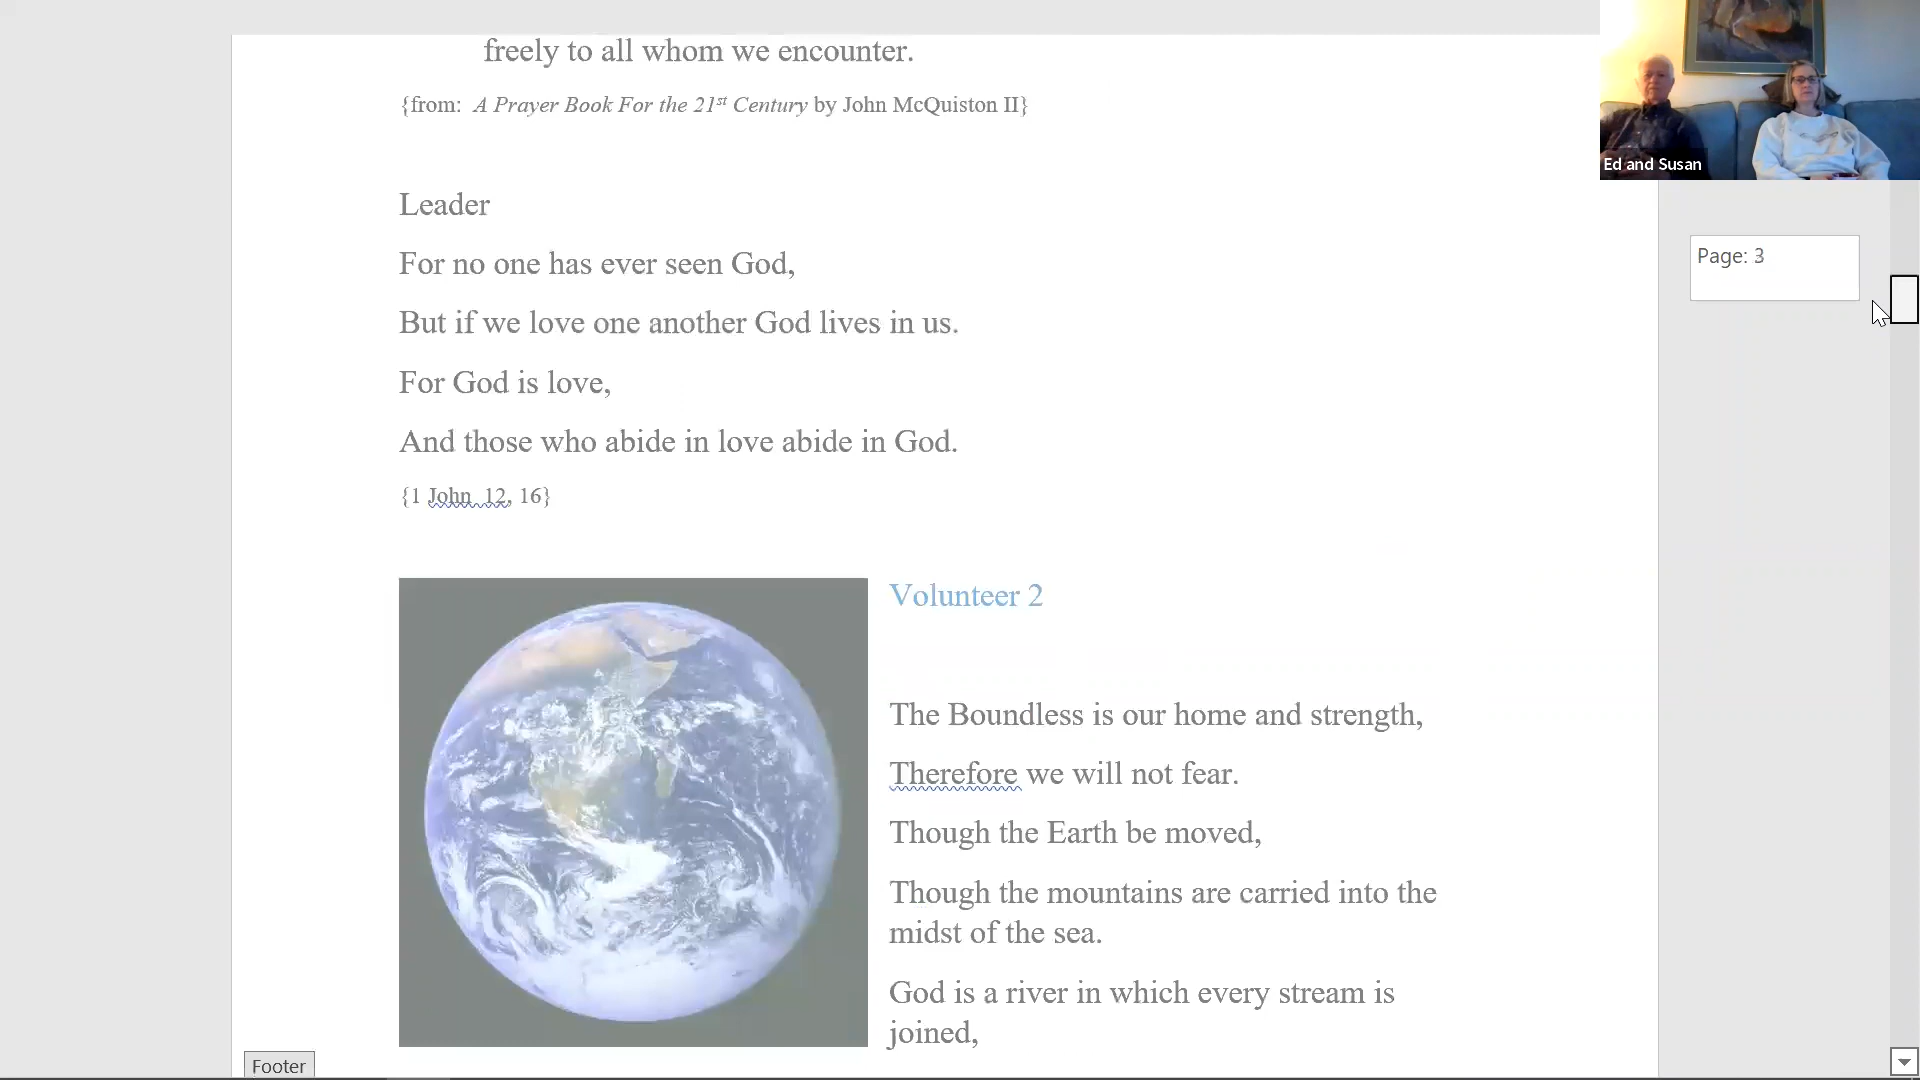 freely to all whom we encounter.
{from:  A Prayer Book For the 21st Century by John McQuiston II}
Ed and Susan
Leader
For no one has ever seen God,
But if we love one another God lives in us.
For God is love,
And those who abide in love abide in God.
{1 John  12, 16}
Page: 3
Volunteer 2
The Boundless is our home and strength,
Therefore we will not fear.
Though the Earth be moved,
Though the mountains are carried into the
midst of the sea.
God is a river in which every stream is
joined,
Footer